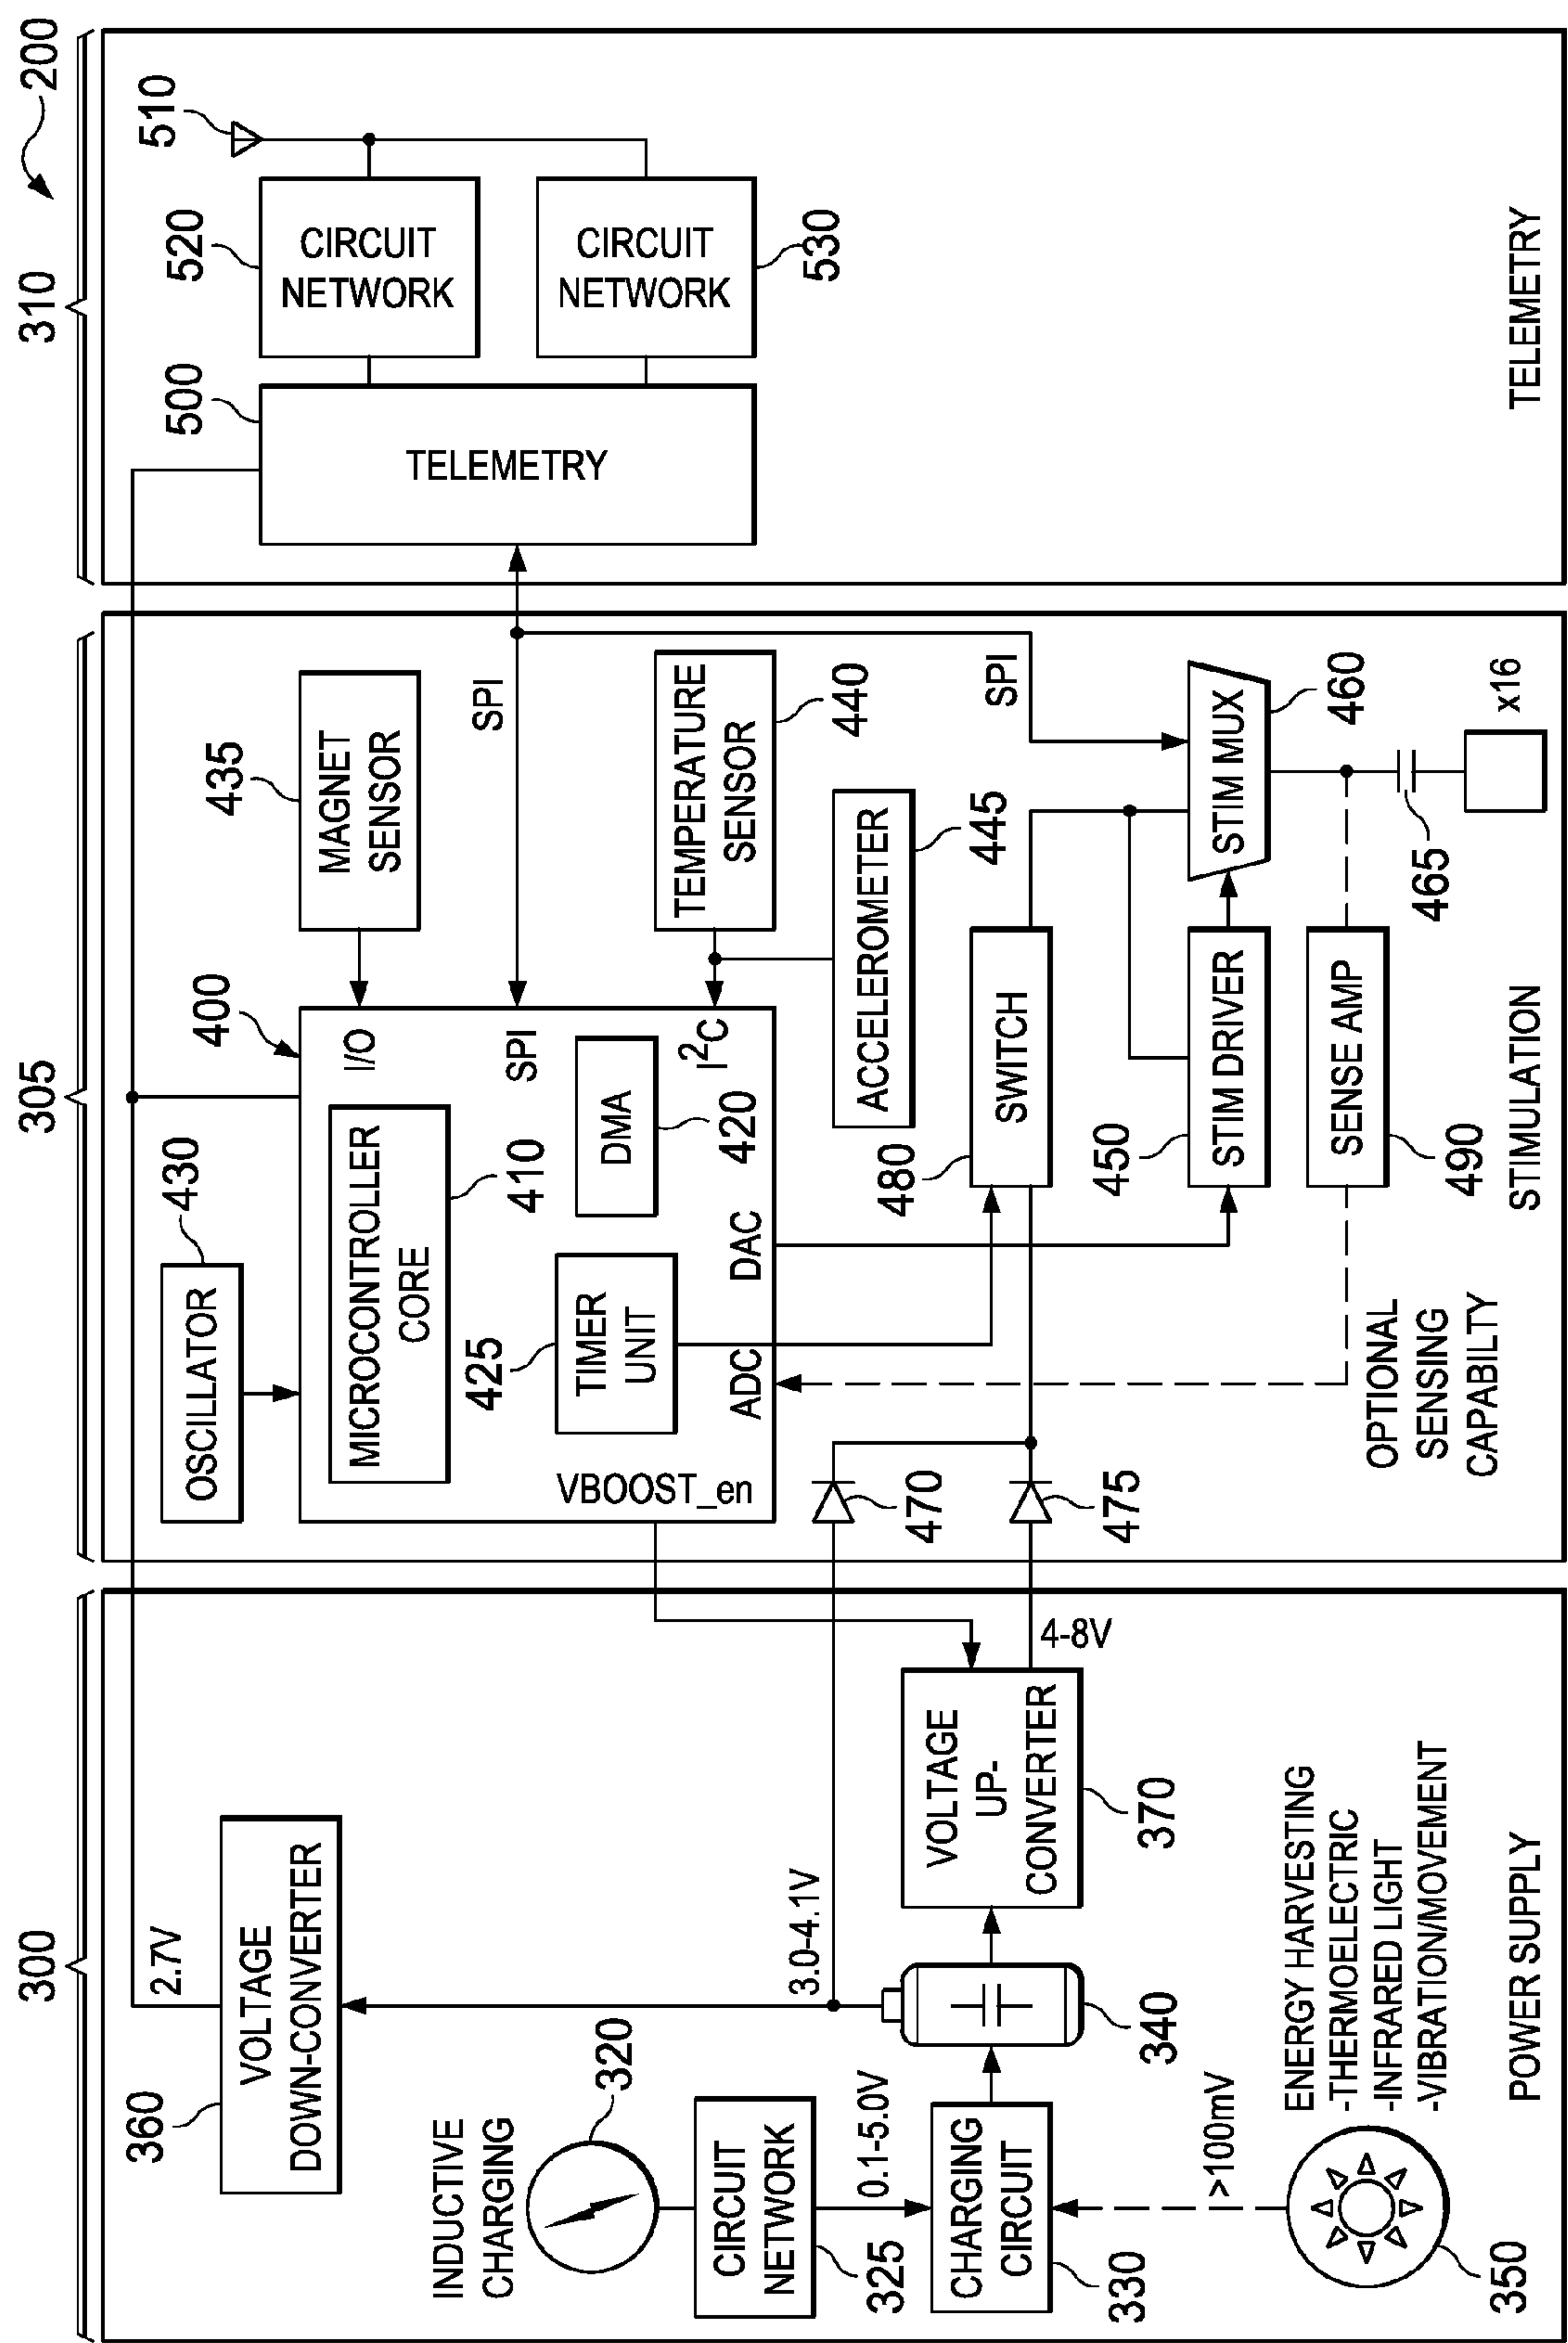 200
300
305
310
360
VOLTAGE
DOWN-CONVERTER
2.7V
INDUCTIVE
CHARGING
320
CIRCUIT
NETWORK
325
0.1-5.0V
CHARGING
CIRCUIT
330
>100mV
350
340
3.0-4.1V
VOLTAGE
UP-
CONVERTER
370
4-8V
ENERGY HARVESTING
-THERMOELECTRIC
-INFRARED LIGHT
-VIBRATION/MOVEMENT
POWER SUPPLY
OSCILLATOR
430
400
MICROCONTROLLER
CORE
410
425
TIMER
UNIT
DMA
420
VBOOST_en
ADC
DAC
I/O
SPI
I2C
435
MAGNET
SENSOR
SPI
TEMPERATURE
SENSOR
440
ACCELEROMETER
445
470
475
480
SWITCH
SPI
450
STIM DRIVER
STIM MUX
460
SENSE AMP
490
465
x16
OPTIONAL
SENSING
CAPABILTY
STIMULATION
500
TELEMETRY
520
CIRCUIT
NETWORK
510
CIRCUIT
NETWORK
530
TELEMETRY